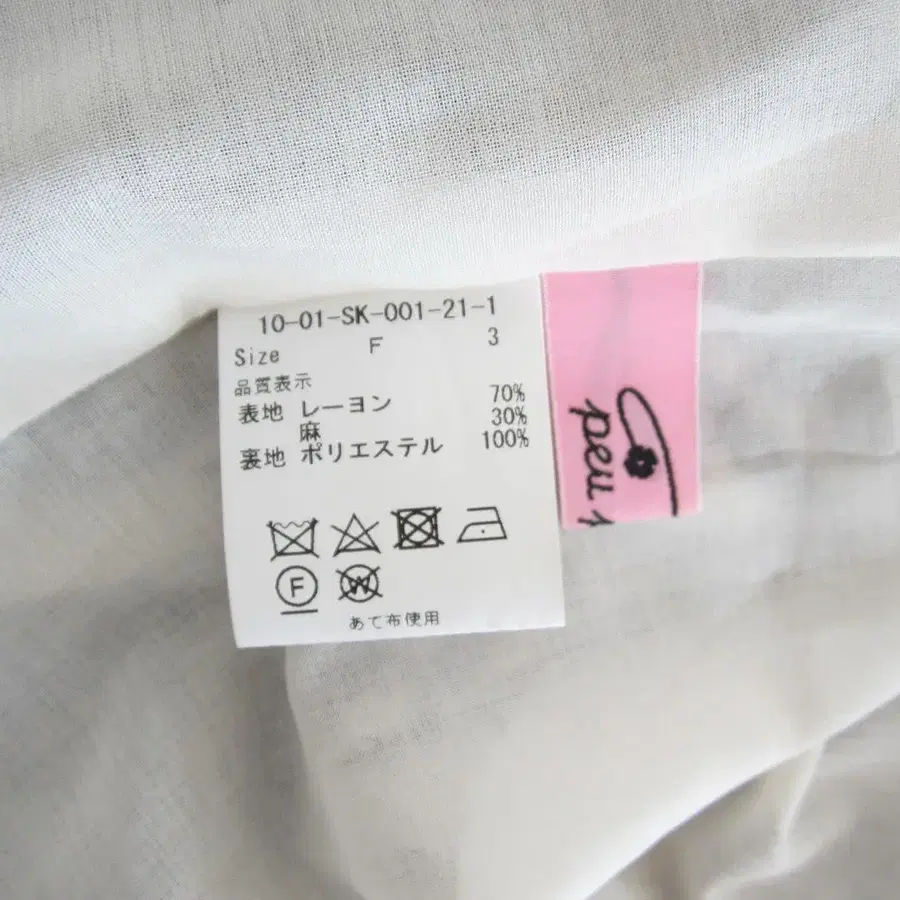 10-01-SK-001-21-1
Size F 3
品質表示
表地 レーヨン 70%
麻 30%
裏地 ポリエステル 100%
F
W
あて布使用
peu